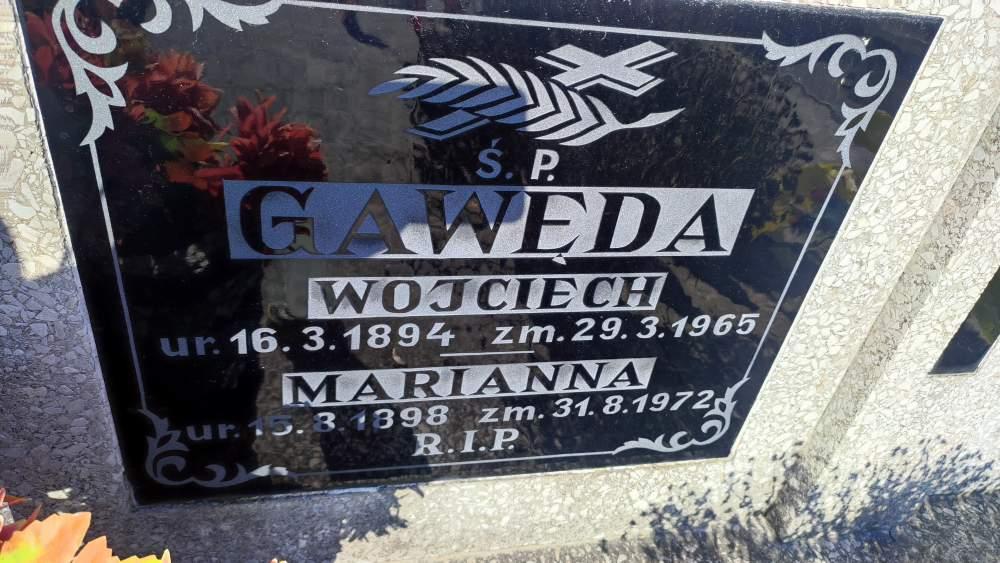 Ś. P.
GAWĘDA
WOJCIECH
ur. 16. 3. 1894 zm. 29. 3. 1965
MARIANNA
ur. 15. 8. 1898 zm. 31. 8. 1972
R.I.P.